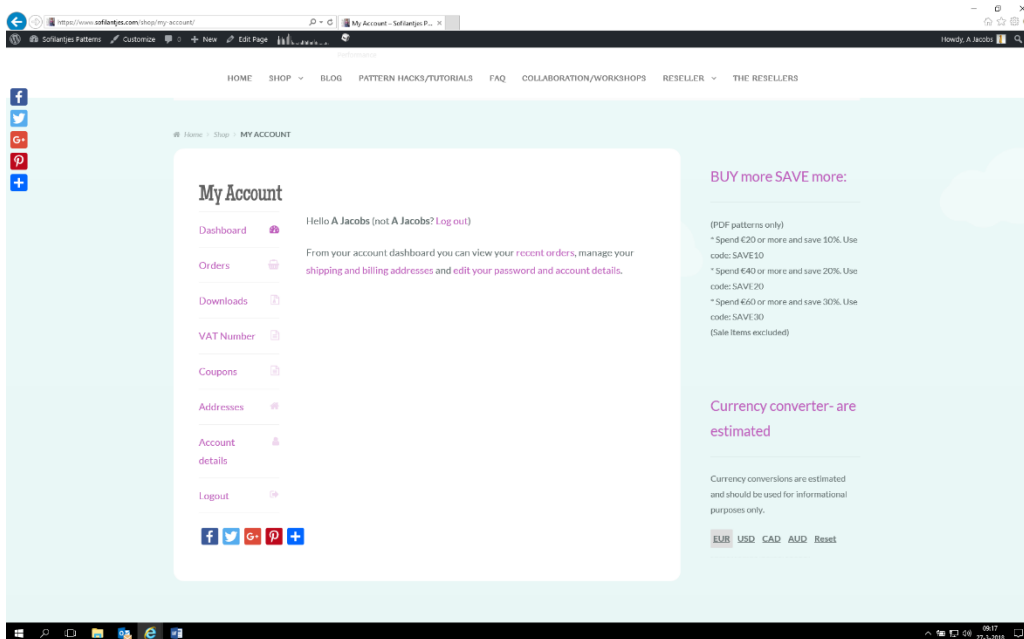 https://www.sofilantjes.com/shop/my-account/
My Account – Sofilantjes P...
Sofilantjes Patterns Customize 0 + New Edit Page
Howdy, A Jacobs
HOME SHOP BLOG PATTERN HACKS/TUTORIALS FAQ COLLABORATION/WORKSHOPS RESELLER THE RESELLERS
Home Shop MY ACCOUNT
My Account
Dashboard
Orders
Downloads
VAT Number
Coupons
Addresses
Account
details
Logout
Hello A Jacobs (not A Jacobs? Log out)
From your account dashboard you can view your recent orders, manage your
shipping and billing addresses and edit your password and account details.
BUY more SAVE more:
(PDF patterns only)
* Spend €20 or more and save 10%. Use
code: SAVE10
* Spend €40 or more and save 20%. Use
code: SAVE20
* Spend €60 or more and save 30%. Use
code: SAVE30
(Sale Items excluded)
Currency converter- are
estimated
Currency conversions are estimated
and should be used for informational
purposes only.
EUR USD CAD AUD Reset
09:17
27-3-2018